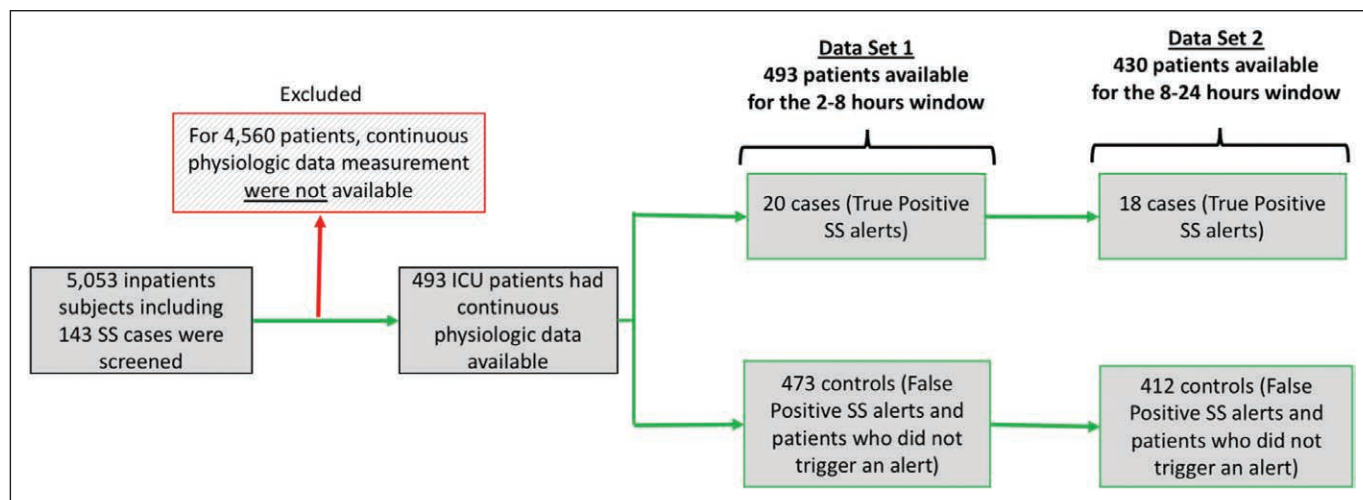 Data Set 1
493 patients available
for the 2-8 hours window
Data Set 2
430 patients available
for the 8-24 hours window
Excluded
For 4,560 patients, continuous
physiologic data measurement
were not available
20 cases (True Positive
SS alerts)
18 cases (True Positive
SS alerts)
5,053 inpatients
subjects including
143 SS cases were
screened
493 ICU patients had
continuous
physiologic data
available
473 controls (False
Positive SS alerts and
patients who did not
trigger an alert)
412 controls (False
Positive SS alerts and
patients who did not
trigger an alert)